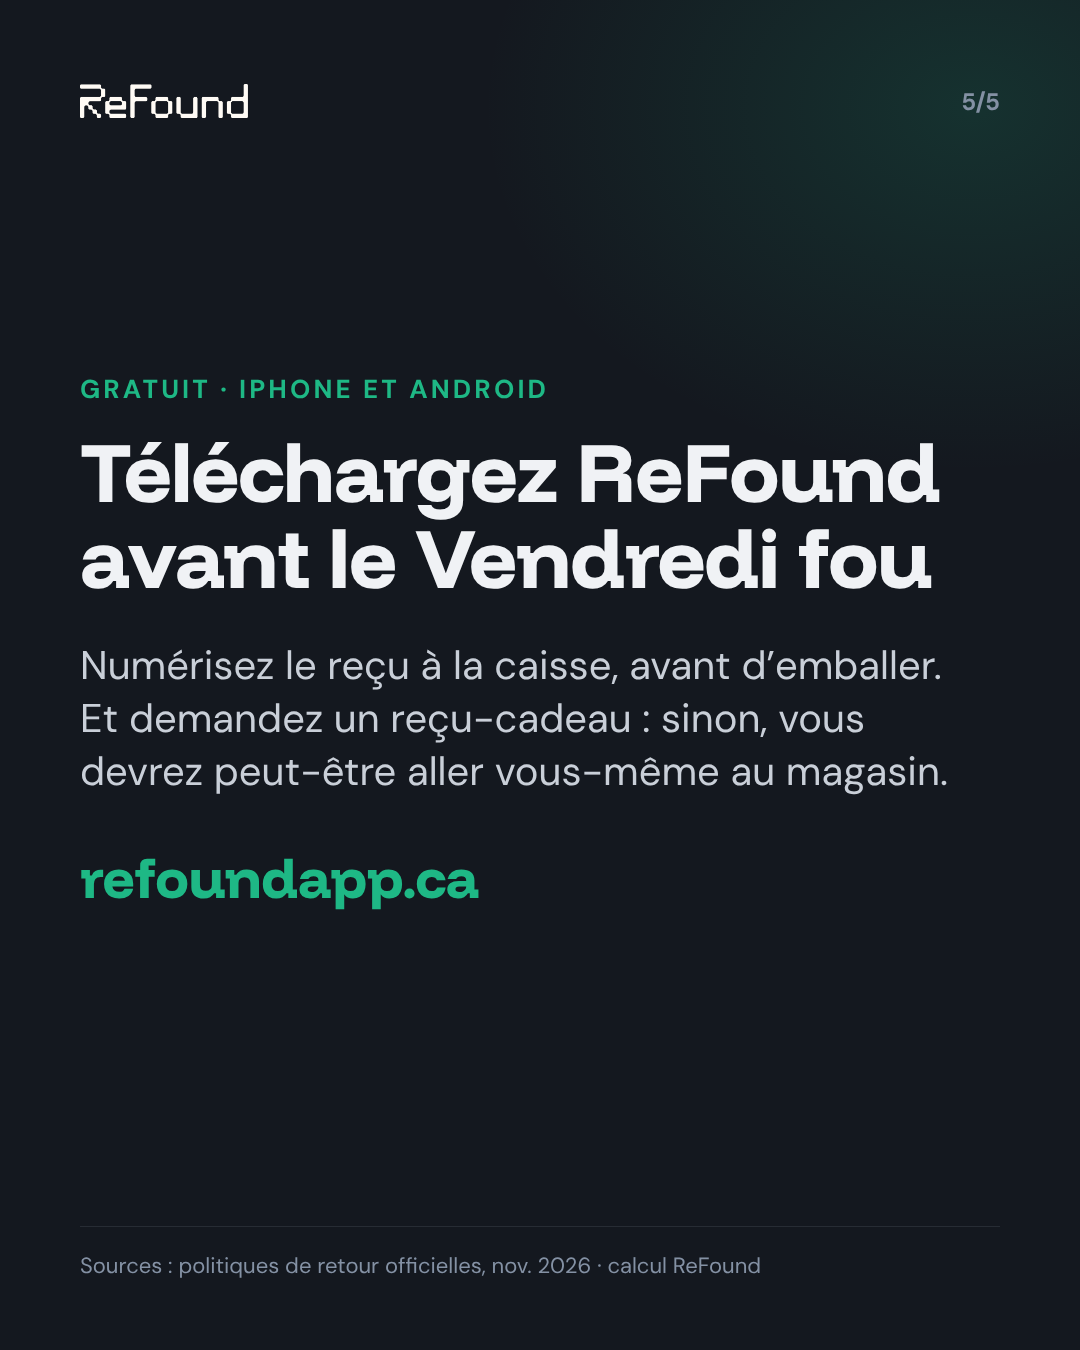 ReFound
5/5
GRATUIT · IPHONE ET ANDROID
Téléchargez ReFound
avant le Vendredi fou
Numérisez le reçu à la caisse, avant d’emballer.
Et demandez un reçu-cadeau : sinon, vous
devrez peut-être aller vous-même au magasin.
refoundapp.ca
Sources : politiques de retour officielles, nov. 2026 · calcul ReFound